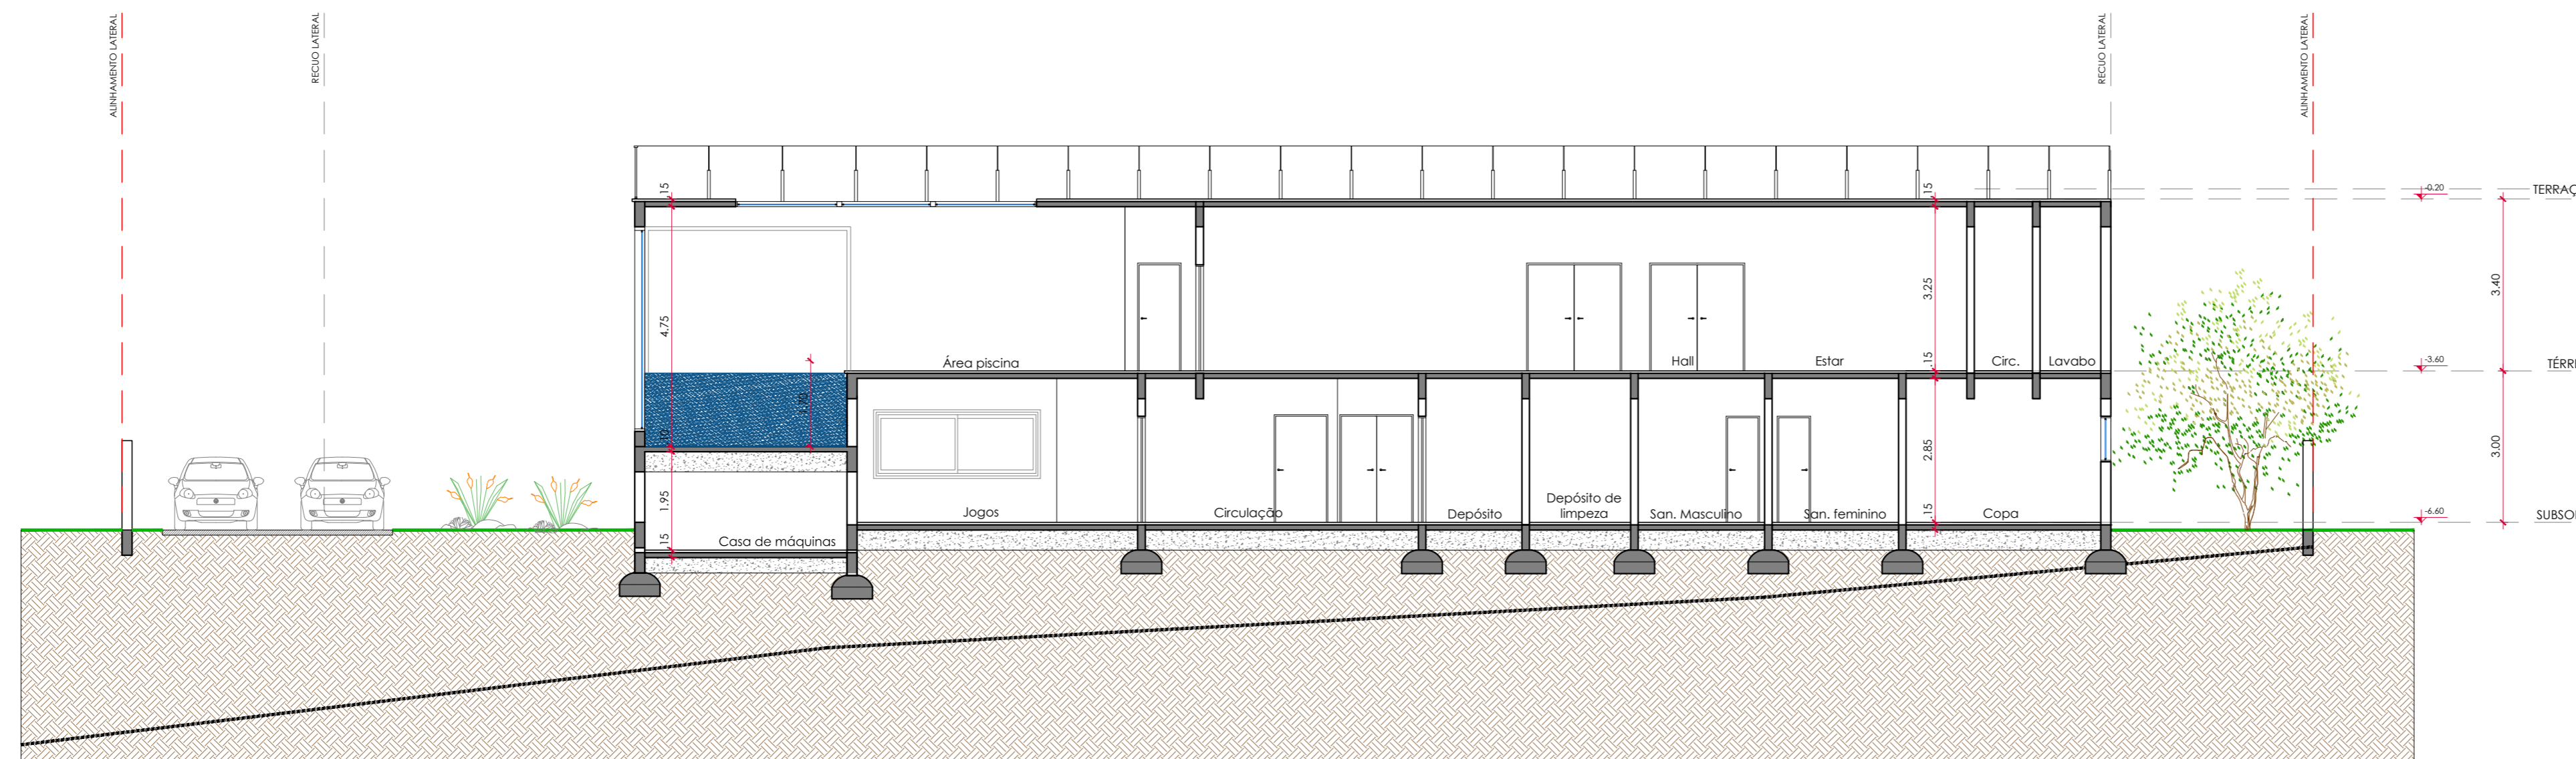 ALINHAMENTO LATERAL
RECUO LATERAL
RECUO LATERAL
ALINHAMENTO LATERAL
.15
.15
-0.20
TERRAÇ
4.75
3.25
3.40
Área piscina
Hall
Estar
.15
Circ.
Lavabo
-3.60
TÉRRE
1.70
.10
1.95
2.85
3.00
Jogos
Circulação
Depósito
Depósito de
limpeza
San. Masculino
San. feminino
Copa
.15
-6.60
SUBSO
.15
Casa de máquinas